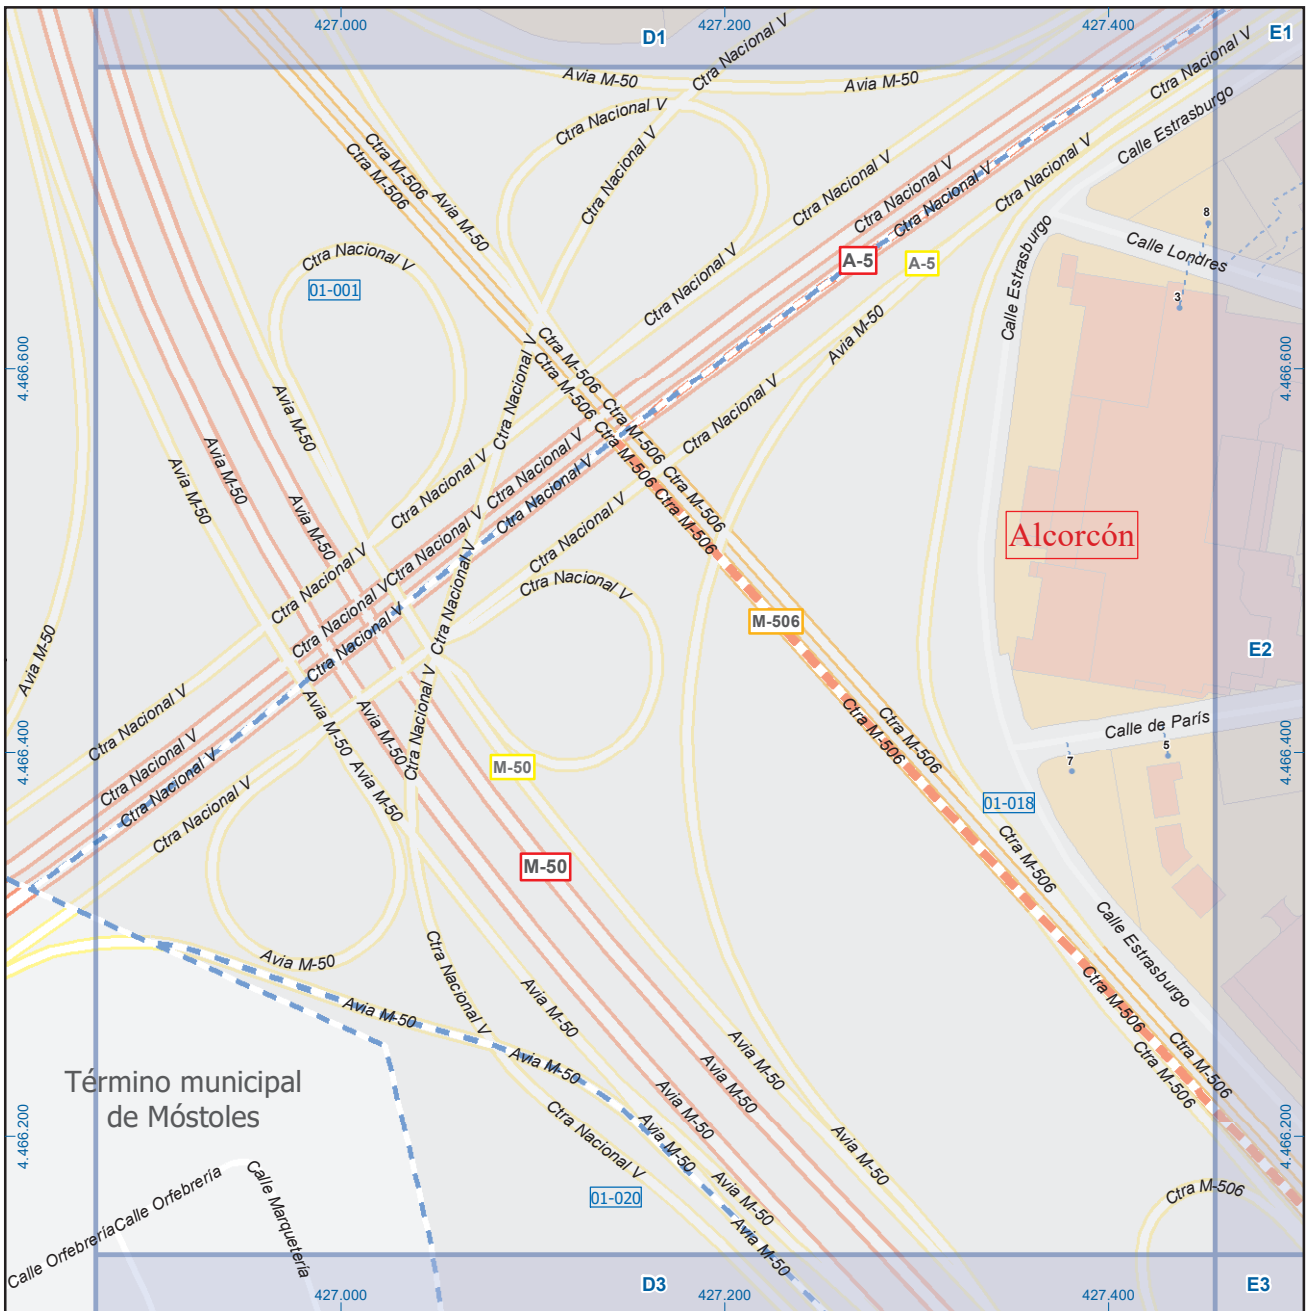 427.000
427.200
427.400
D1
E1
Ctra Nacional V
Avia M-50
Avia M-50
Ctra Nacional V
Ctra Nacional V
Calle Estrasburgo
Ctra M-506
Ctra M-506
Ctra Nacional V
Ctra Nacional V
Ctra Nacional V
Ctra Nacional V
Ctra Nacional V
Ctra Nacional V
Avia M-50
8
Calle Londres
Ctra Nacional V
01-001
A-5
A-5
Ctra Nacional V
Calle Estrasburgo
3
Avia M-50
4.466.600
4.466.600
Ctra M-506
Ctra M-506
Ctra Nacional V
Avia M-50
Ctra M-506
Ctra M-506
Ctra Nacional V
Avia M-50
Avia M-50
Avia M-50
Ctra Nacional V
Ctra Nacional V
Ctra Nacional V
Ctra M-506
Ctra M-506
Ctra Nacional V
Alcorcón
Ctra Nacional V
Ctra Nacional V
Ctra Nacional V
Ctra Nacional V
Ctra Nacional V
Ctra Nacional V
M-506
Avia M-50
E2
Ctra Nacional V
Ctra Nacional V
Ctra Nacional V
Ctra Nacional V
Ctra Nacional V
Avia M-50
Avia M-50
Avia M-50
Ctra M-506
Ctra M-506
Calle de París
5
7
4.466.400
4.466.400
M-50
01-018
M-50
Ctra M-506
Avia M-50
Ctra Nacional V
Calle Estrasburgo
Avia M-50
Avia M-50
Avia M-50
Ctra M-506
Ctra M-506
Ctra M-506
Avia M-50
Avia M-50
Término municipal
de Móstoles
Avia M-50
Ctra Nacional V
Avia M-50
Avia M-50
4.466.200
4.466.200
Calle Orfebrería
Calle Orfebrería
Calle Marquetería
01-020
Avia M-50
Avia M-50
Ctra M-506
D3
E3
427.000
427.200
427.400